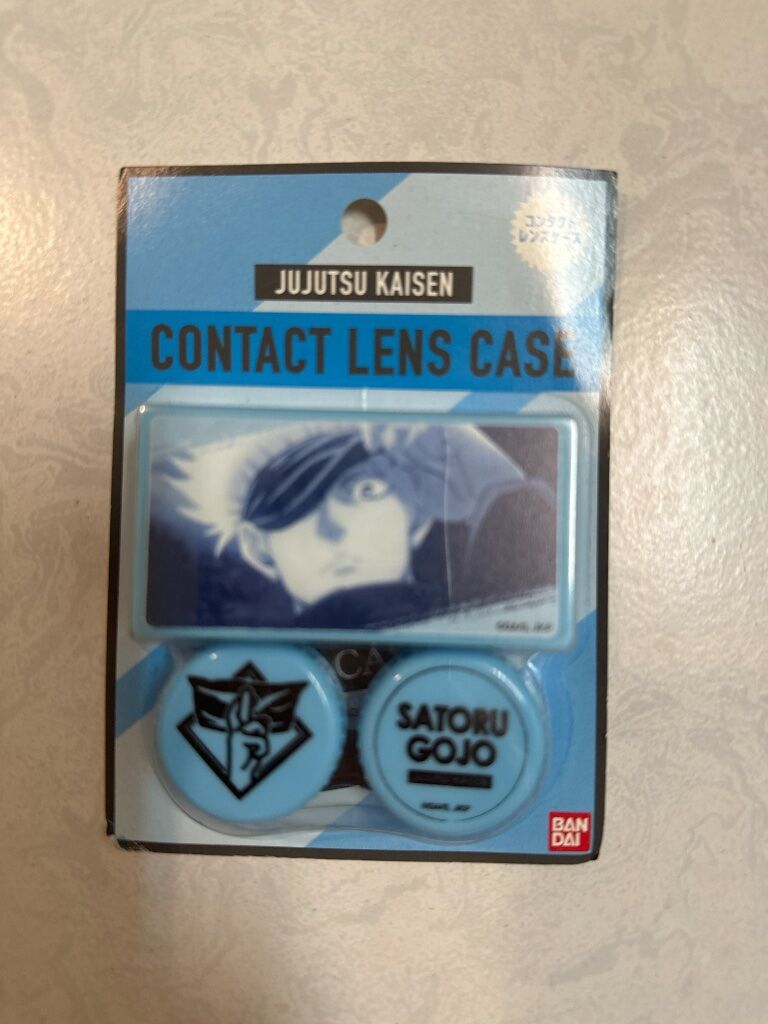 コンタクト
レンズケース
JUJUTSU KAISEN
CONTACT LENS CASE
CA
SATORU
GOJO
BAN
DAI